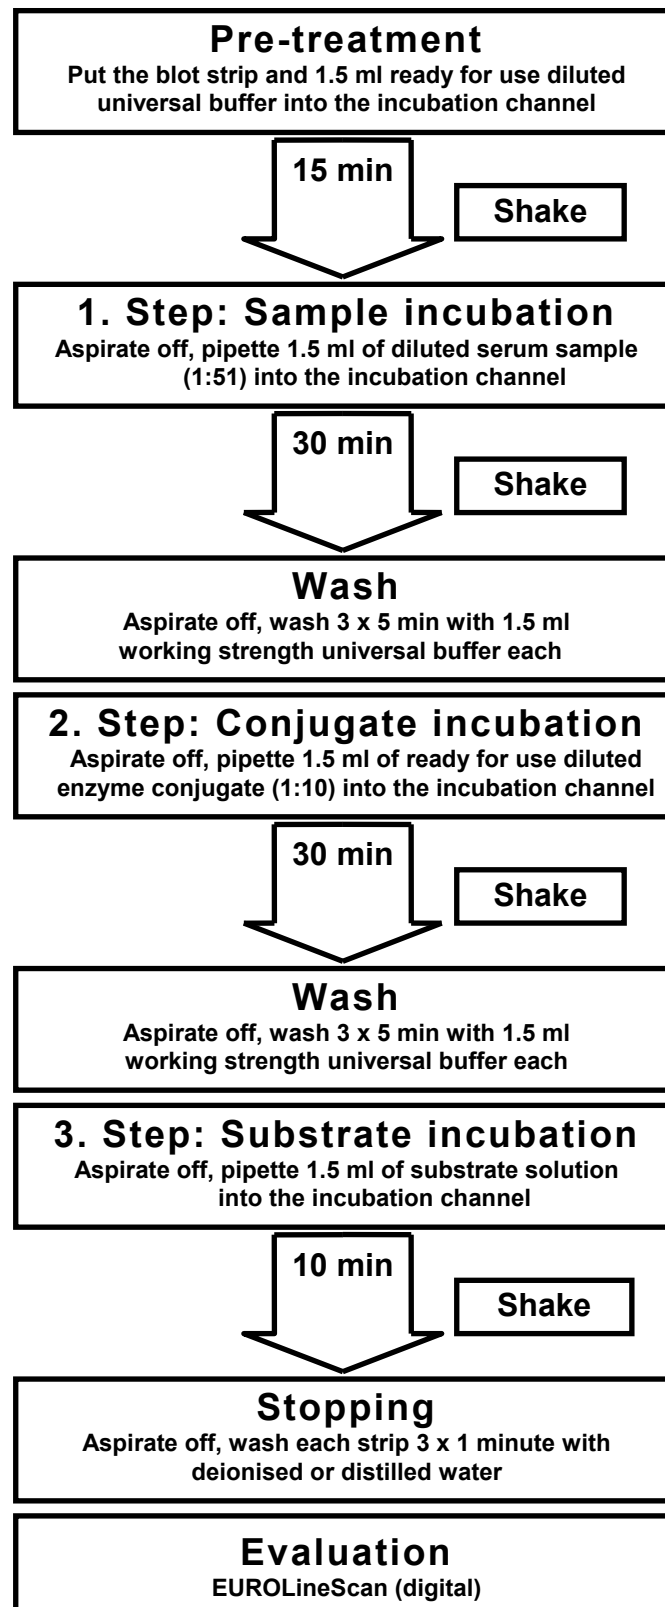 Pre-treatment
Put the blot strip and 1.5 ml ready for use diluted
universal buffer into the incubation channel
15 min
Shake
1. Step: Sample incubation
Aspirate off, pipette 1.5 ml of diluted serum sample
(1:51) into the incubation channel
30 min
Shake
Wash
Aspirate off, wash 3 x 5 min with 1.5 ml
working strength universal buffer each
2. Step: Conjugate incubation
Aspirate off, pipette 1.5 ml of ready for use diluted
enzyme conjugate (1:10) into the incubation channel
30 min
Shake
Wash
Aspirate off, wash 3 x 5 min with 1.5 ml
working strength universal buffer each
3. Step: Substrate incubation
Aspirate off, pipette 1.5 ml of substrate solution
into the incubation channel
10 min
Shake
Stopping
Aspirate off, wash each strip 3 x 1 minute with
deionised or distilled water
Evaluation
EUROLineScan (digital)